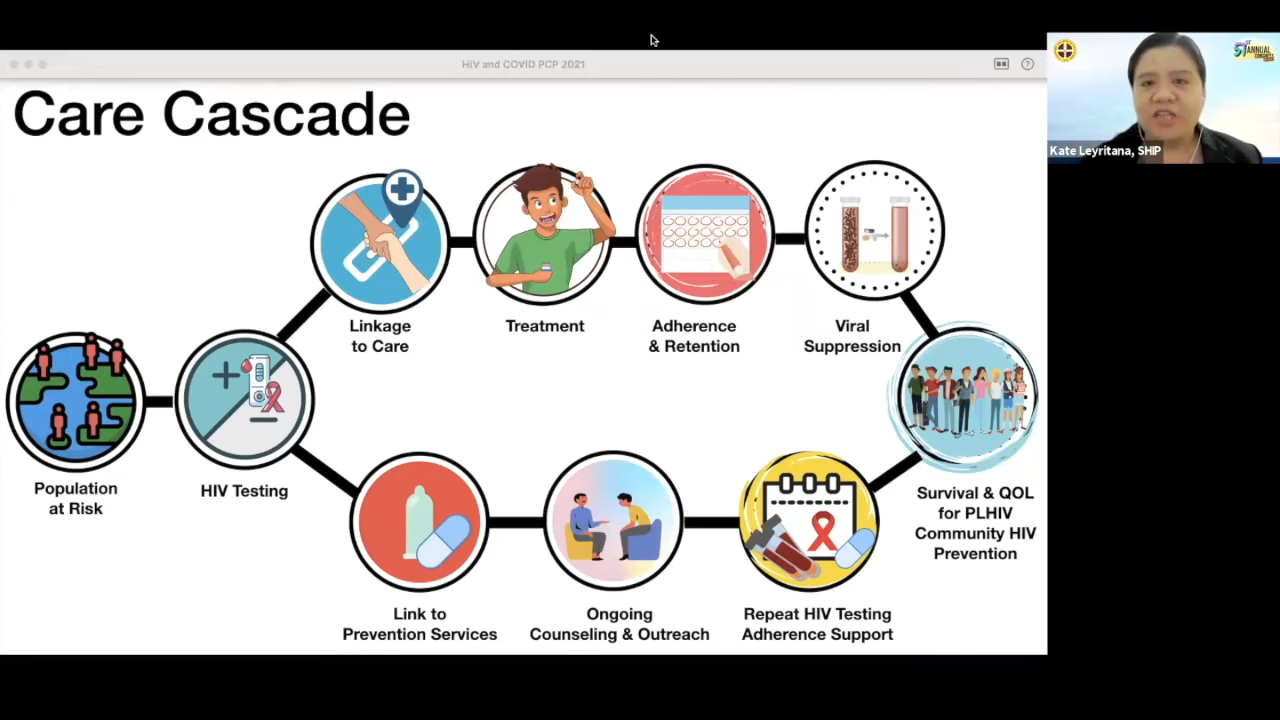 HIV and COVID PCP 2021
Care Cascade
Kate Leyritana, SHIP
51ST ANNUAL
Linkage
to Care
Treatment
Adherence
& Retention
Viral
Suppression
Population
at Risk
HIV Testing
Survival & QOL
for PLHIV
Community HIV
Prevention
Link to
Prevention Services
Ongoing
Counseling & Outreach
Repeat HIV Testing
Adherence Support